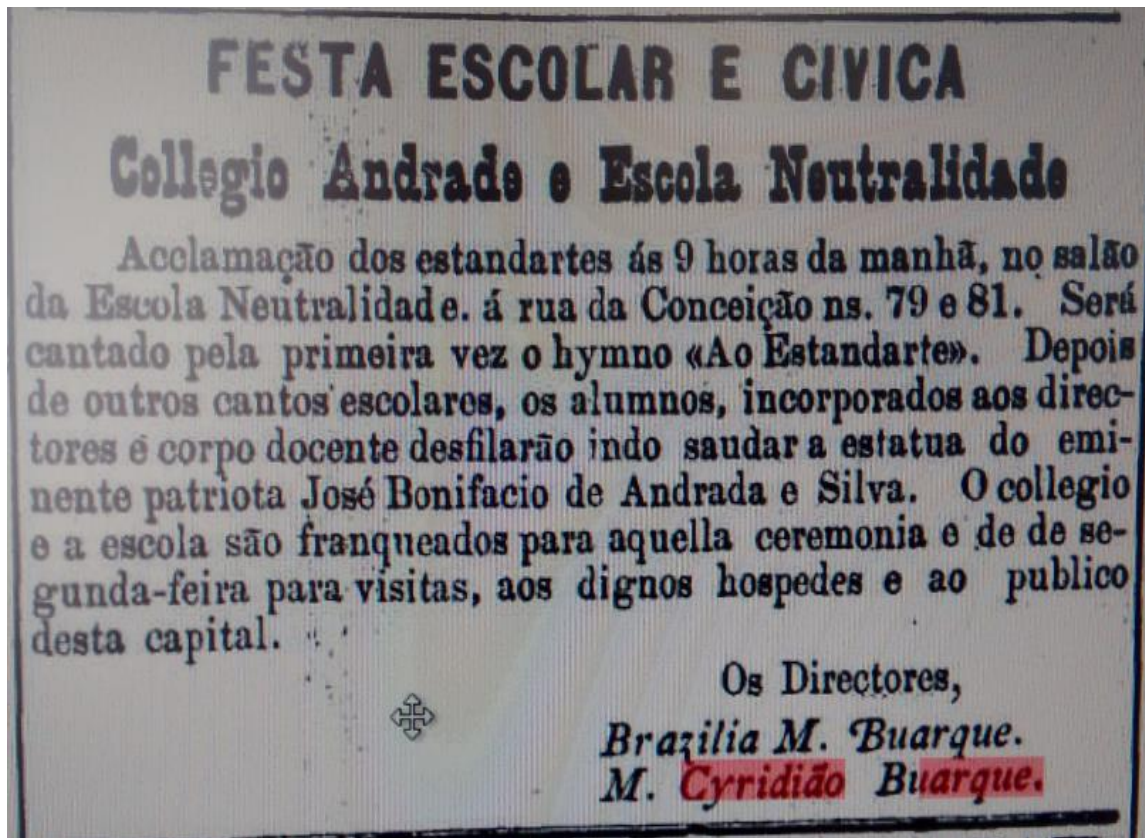 FESTA ESCOLAR E CIVICA
Collegio Andrade e Escola Neutralidade
Acclamação dos estandartes ás 9 horas da manhã, no salão
da Escola Neutralidade. á rua da Conceição ns. 79 e 81. Será
cantado pela primeira vez o hymno «Ao Estandarte». Depois
de outros cantos escolares, os alumnos, incorporados aos direc-
tores e corpo docente desfilarão indo saudar a estatua do emi-
nente patriota José Bonifacio de Andrada e Silva. O collegio
e a escola são franqueados para aquella ceremonia e de de se-
gunda-feira para visitas, aos dignos hospedes e ao publico
desta capital.
Os Directores,
Brazilia M. Buarque.
M. Cyridião Buarque.